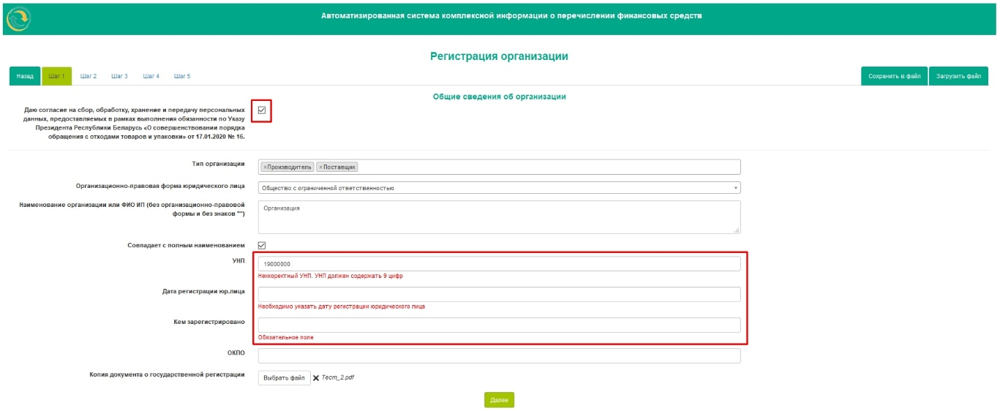 Автоматизированная система комплексной информации о перечислении финансовых средств
Регистрация организации
Назад Шаг 1 Шаг 2 Шаг 3 Шаг 4 Шаг 5 Сохранить в файл Загрузить файл
Общие сведения об организации
Даю согласие на сбор, обработку, хранение и передачу персональных
данных, предоставляемых в рамках выполнения обязанности по Указу
Президента Республики Беларусь «О совершенствовании порядка
обращения с отходами товаров и упаковки» от 17.01.2020 № 16.
Тип организации ×Производитель ×Поставщик
Организационно-правовая форма юридического лица Общество с ограниченной ответственностью
Наименование организации или ФИО ИП (без организационно-правовой
формы и без знаков "") Организация
Совпадает с полным наименованием
УНП 19000000
Неккоректный УНП. УНП должен содержать 9 цифр
Дата регистрации юр.лица
Необходимо указать дату регистрации юридического лица
Кем зарегистрировано
Обязательное поле
ОКПО
Копия документа о государственной регистрации Выбрать файл Тест_2.pdf
Далее